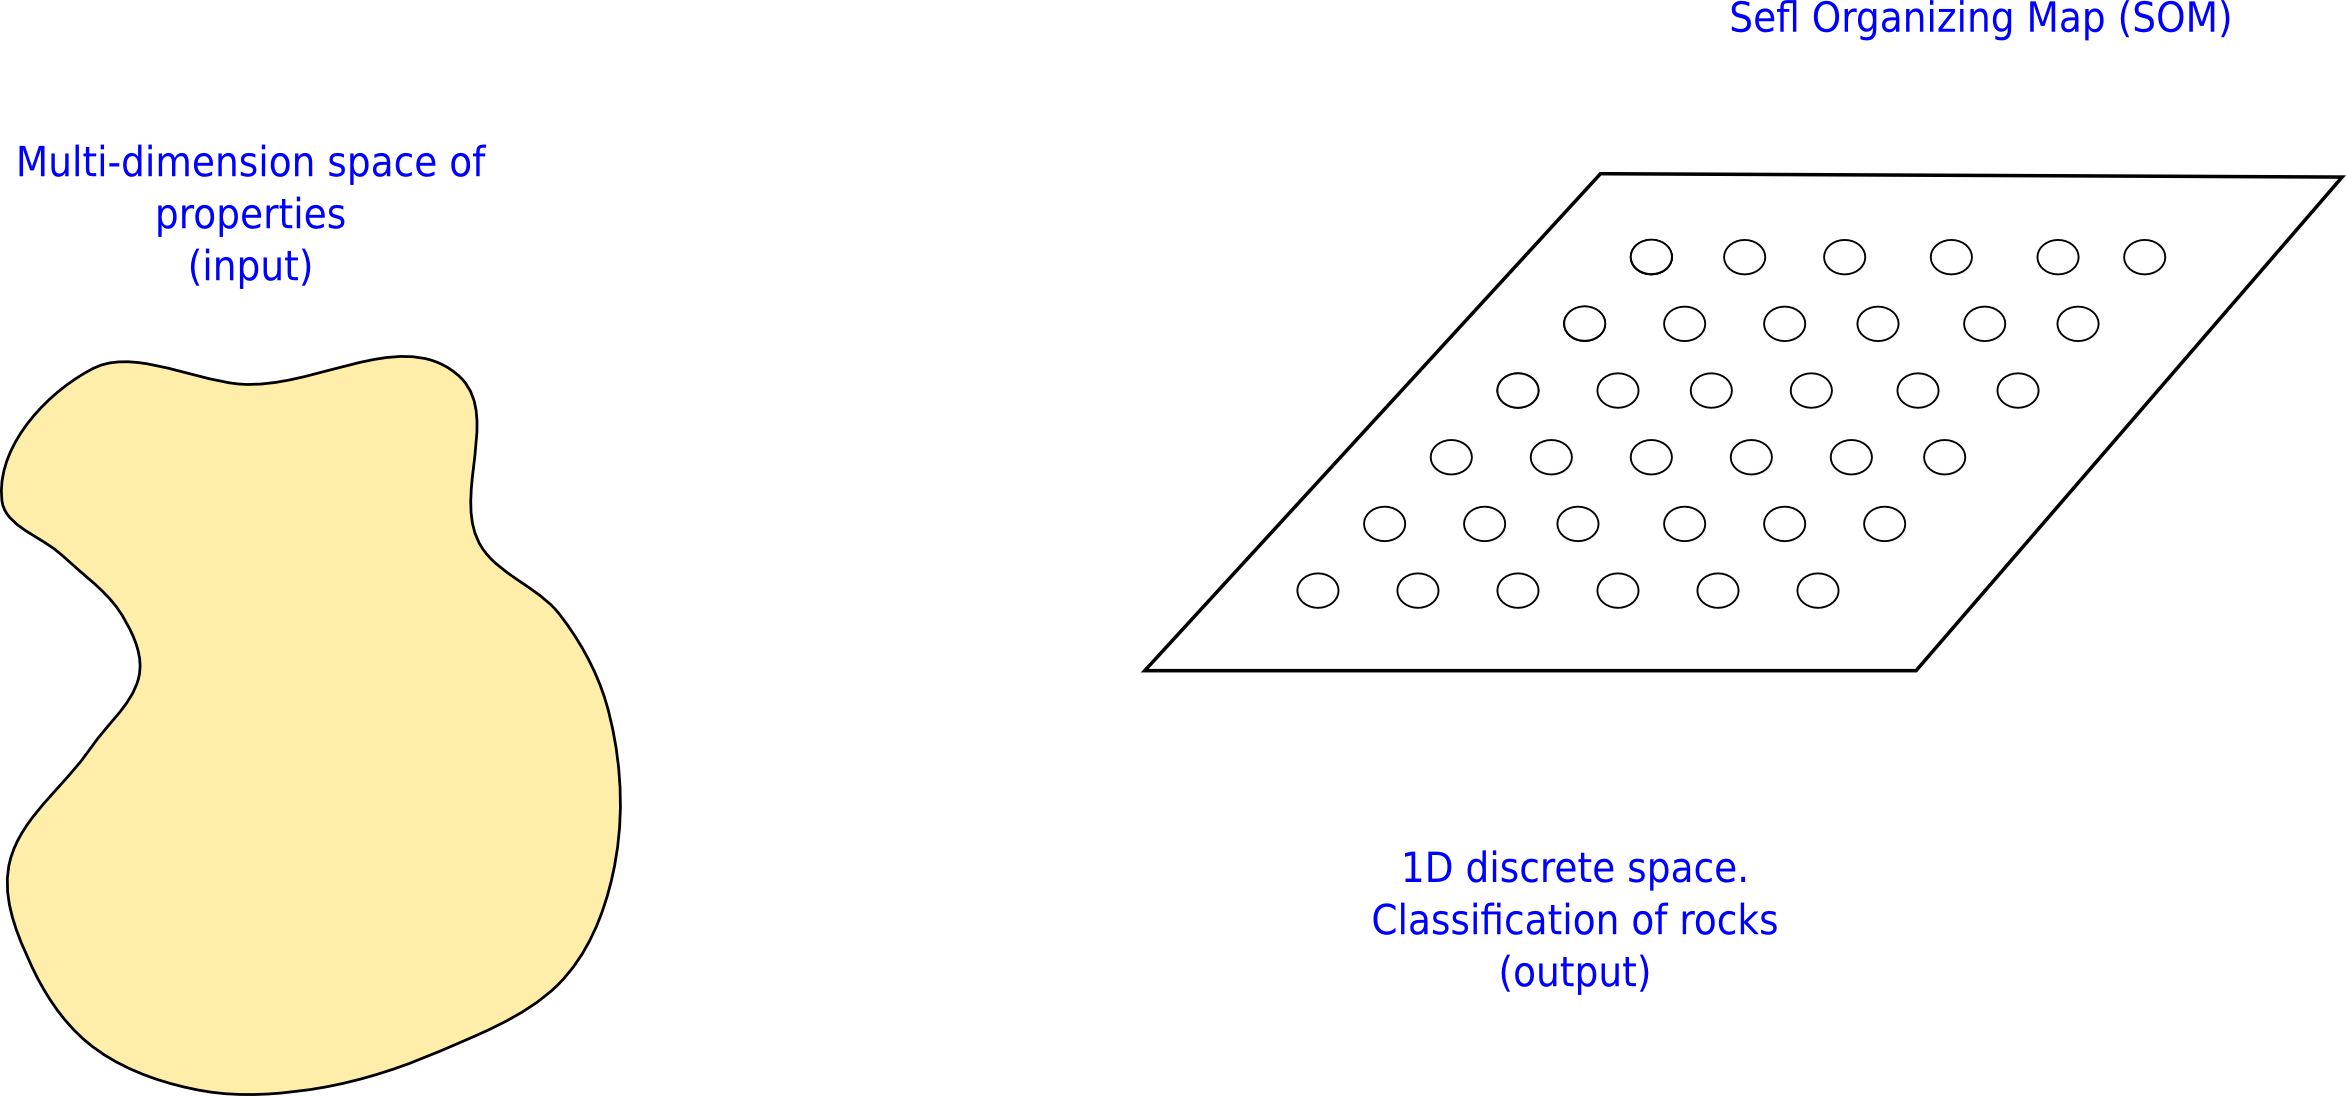 Sefl Organizing Map (SOM)
Multi-dimension space of
properties
(input)
1D discrete space.
Classification of rocks
(output)